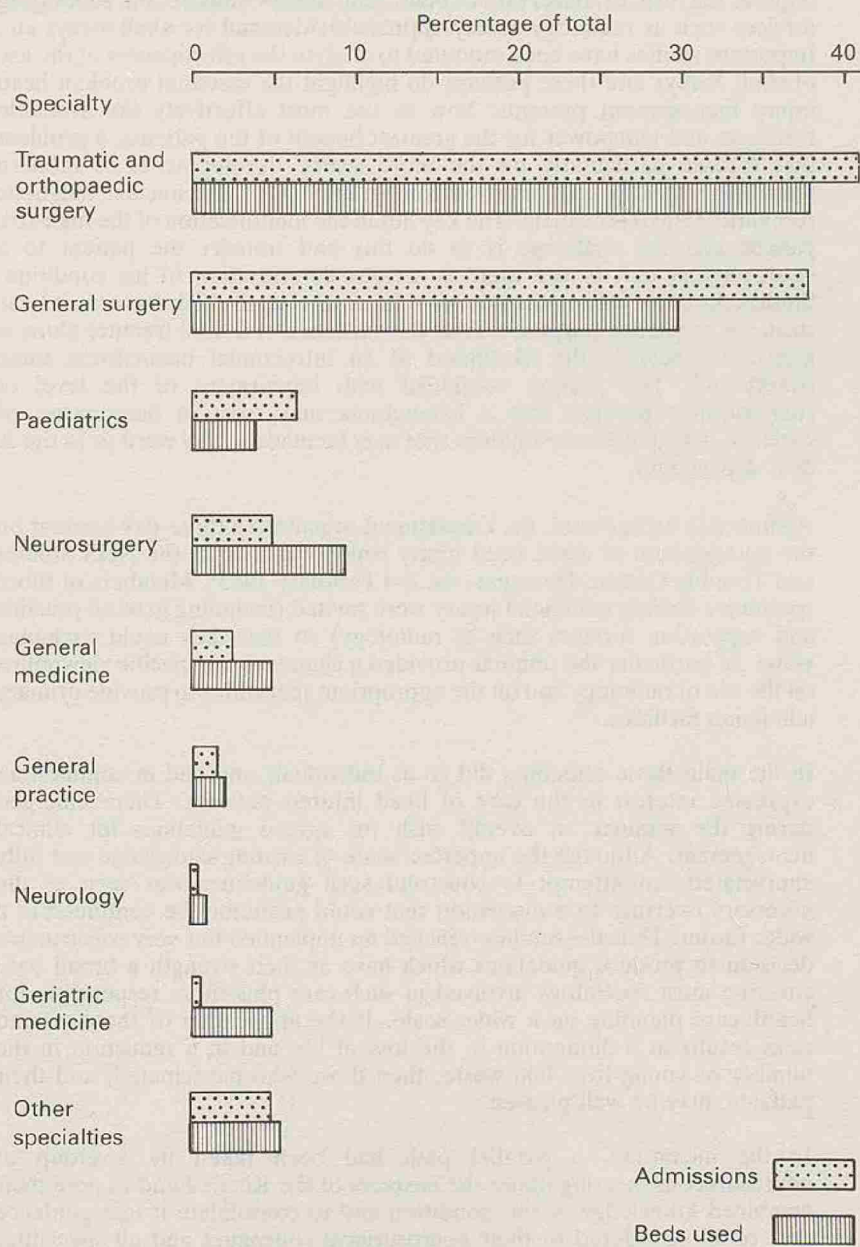 Percentage of total
0 10 20 30 40
Specialty
Traumatic and
orthopaedic
surgery
General surgery
Paediatrics
Neurosurgery
General
medicine
General
practice
Neurology
Geriatric
medicine
Other
specialties
Admissions
Beds used